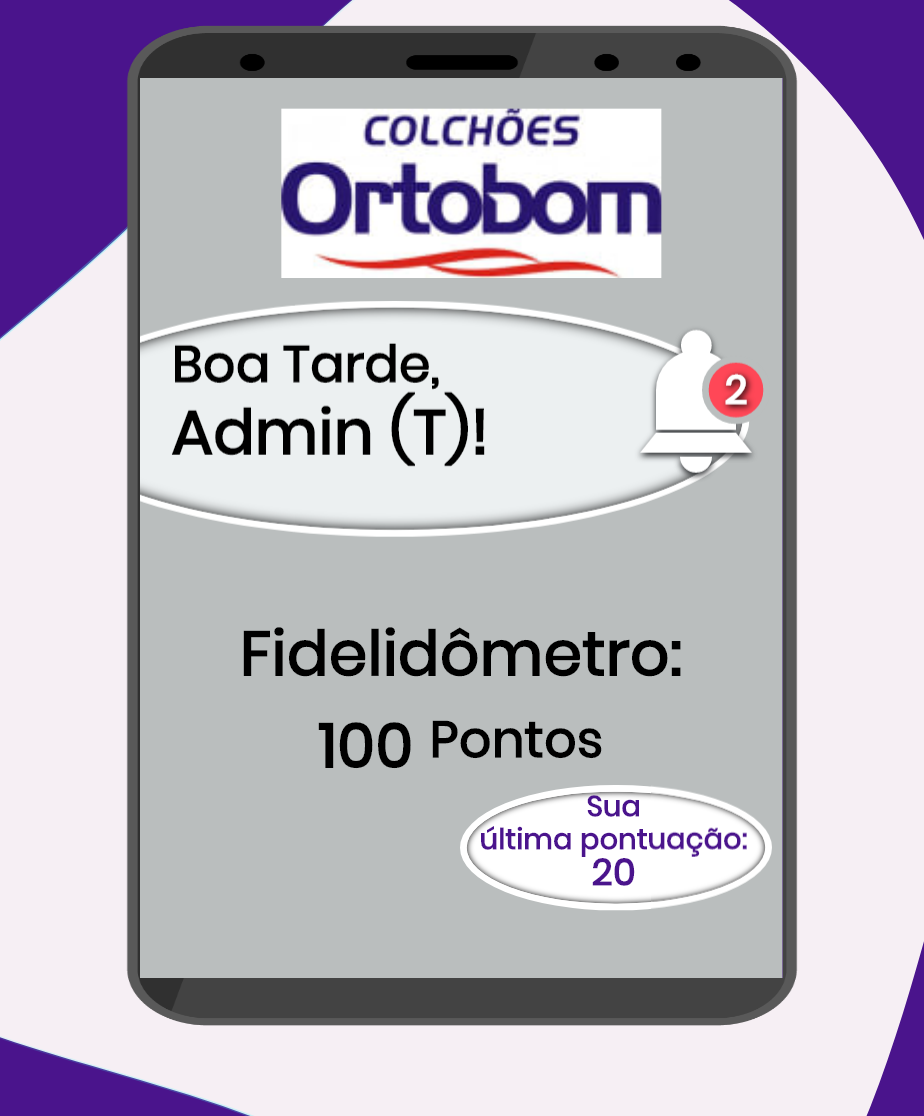 COLCHÕES
Ortobom
Boa Tarde,
Admin (T)!
2
Fidelidômetro:
100 Pontos
Sua
última pontuação:
20